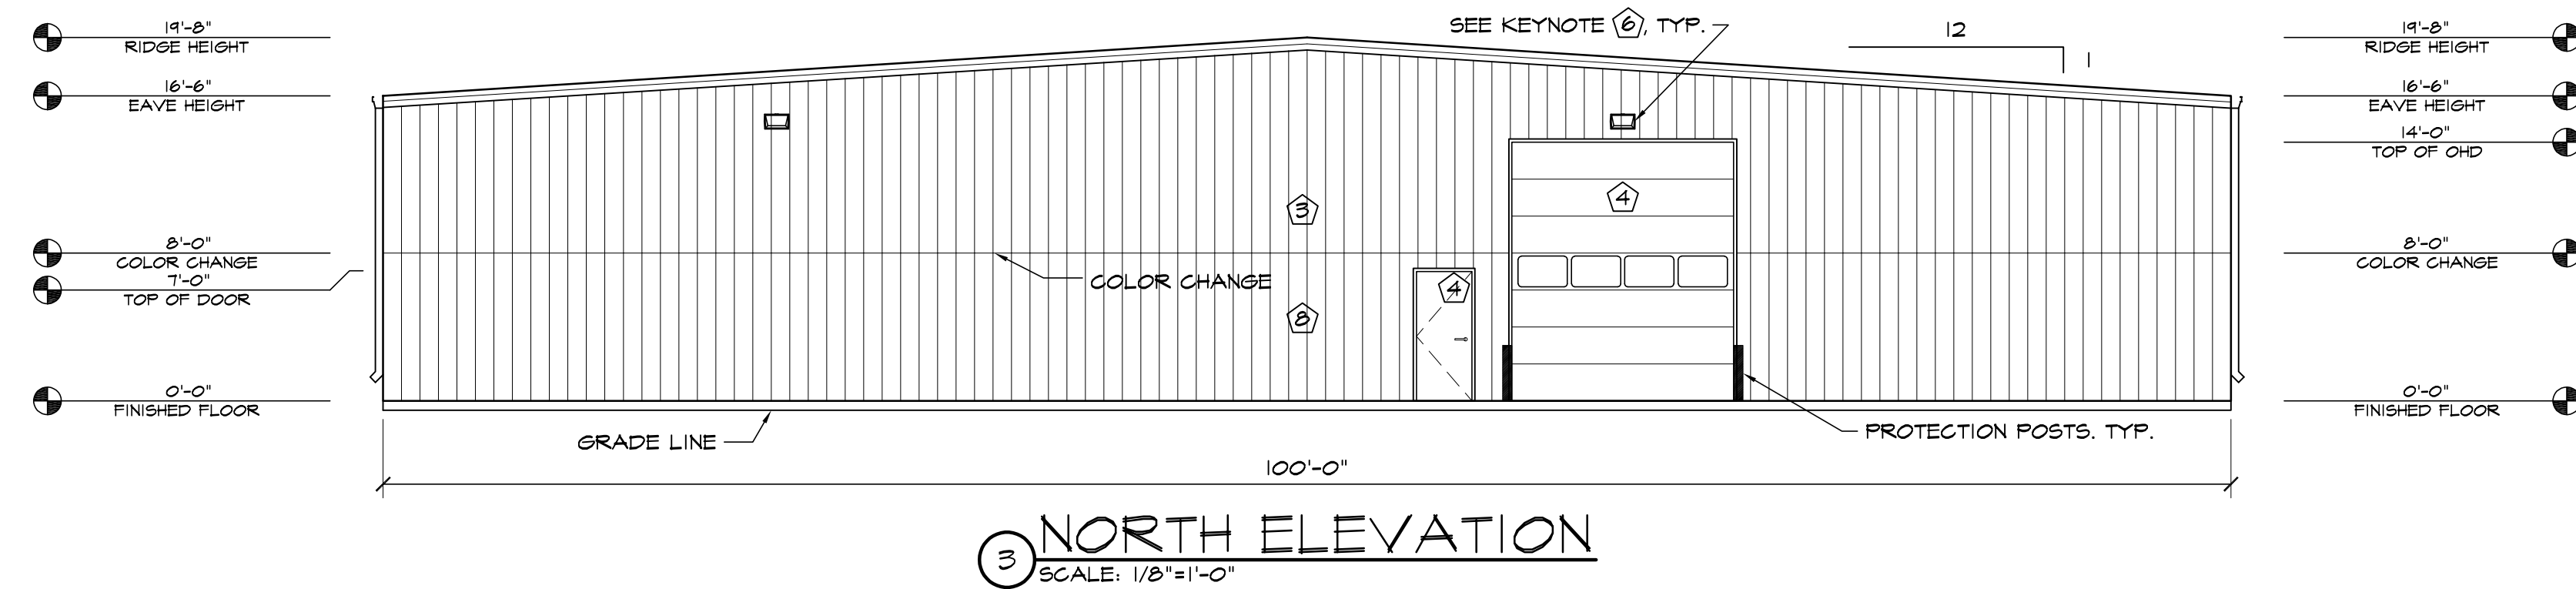 19'-8"
RIDGE HEIGHT
16'-6"
EAVE HEIGHT
8'-0"
COLOR CHANGE
7'-0"
TOP OF DOOR
0'-0"
FINISHED FLOOR
SEE KEYNOTE 6, TYP.
12
1
3
4
COLOR CHANGE
4
8
GRADE LINE
PROTECTION POSTS. TYP.
100'-0"
19'-8"
RIDGE HEIGHT
16'-6"
EAVE HEIGHT
14'-0"
TOP OF OHD
8'-0"
COLOR CHANGE
0'-0"
FINISHED FLOOR
3 NORTH ELEVATION
SCALE: 1/8"=1'-0"